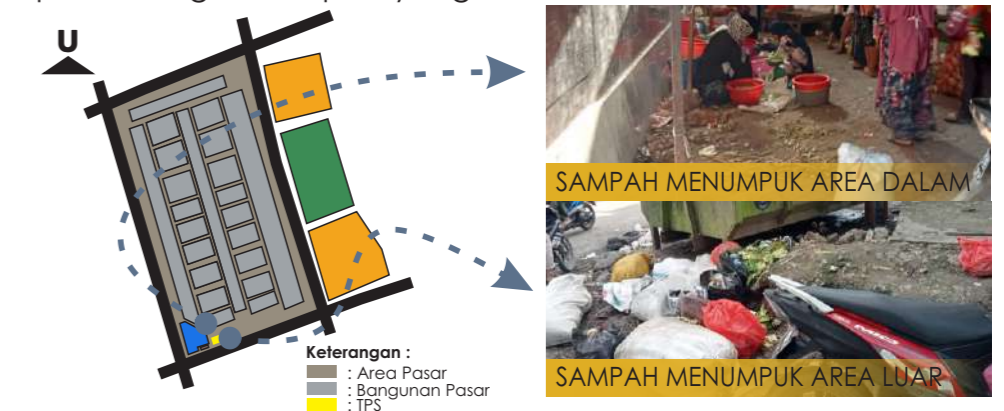 U
SAMPAH MENUMPUK AREA DALAM
SAMPAH MENUMPUK AREA LUAR
Keterangan :
: Area Pasar
: Bangunan Pasar
: TPS